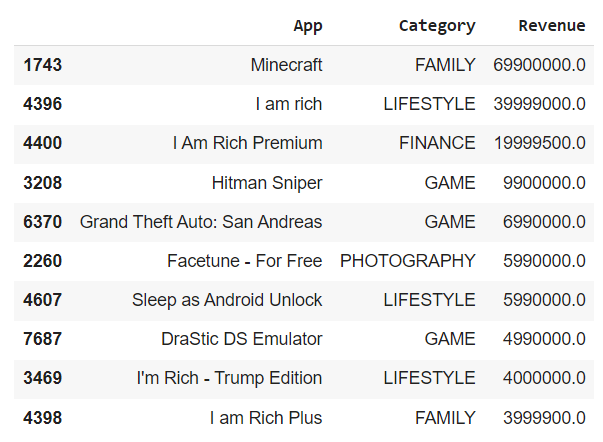 App Category Revenue
1743 Minecraft FAMILY 69900000.0
4396 I am rich LIFESTYLE 39999000.0
4400 I Am Rich Premium FINANCE 19999500.0
3208 Hitman Sniper GAME 9900000.0
6370 Grand Theft Auto: San Andreas GAME 6990000.0
2260 Facetune - For Free PHOTOGRAPHY 5990000.0
4607 Sleep as Android Unlock LIFESTYLE 5990000.0
7687 DraStic DS Emulator GAME 4990000.0
3469 I'm Rich - Trump Edition LIFESTYLE 4000000.0
4398 I am Rich Plus FAMILY 3999900.0